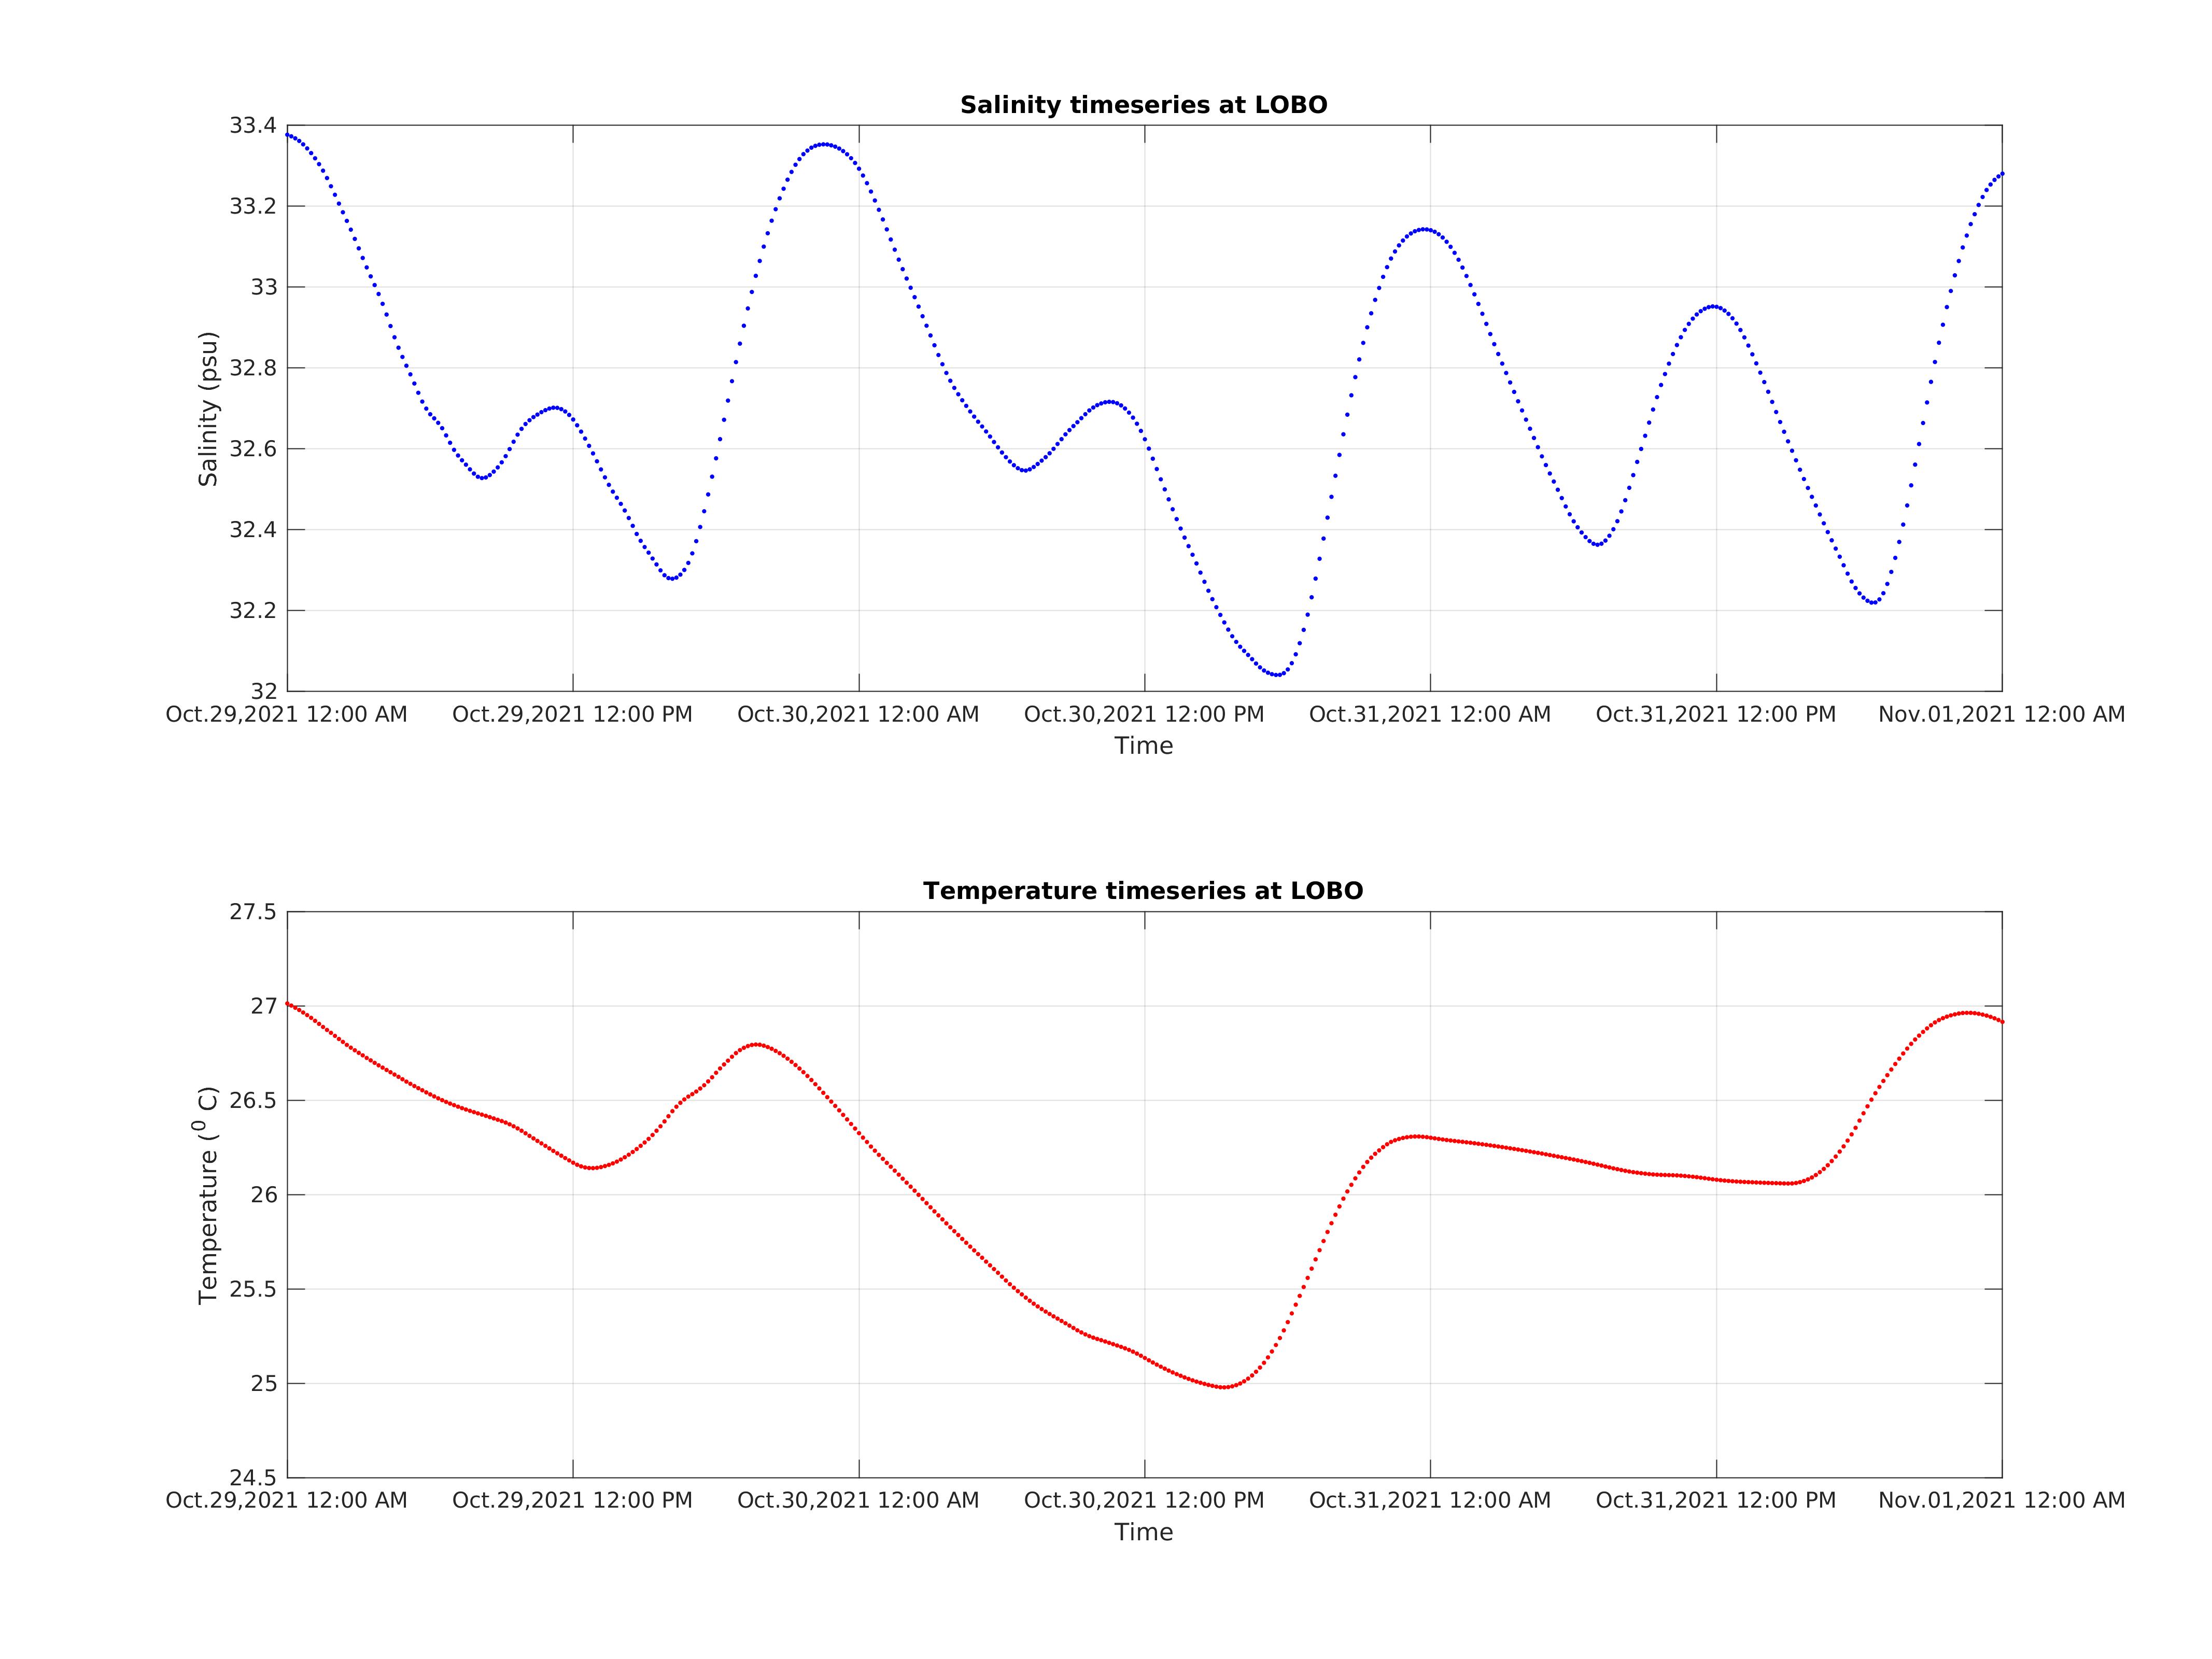 Salinity timeseries at LOBO
33.4
33.2
33
32.8
32.6
32.4
32.2
32
Salinity (psu)
Oct.29,2021 12:00 AM Oct.29,2021 12:00 PM Oct.30,2021 12:00 AM Oct.30,2021 12:00 PM Oct.31,2021 12:00 AM Oct.31,2021 12:00 PM Nov.01,2021 12:00 AM
Time
Temperature timeseries at LOBO
27.5
27
26.5
26
25.5
25
24.5
Temperature (⁰ C)
Oct.29,2021 12:00 AM Oct.29,2021 12:00 PM Oct.30,2021 12:00 AM Oct.30,2021 12:00 PM Oct.31,2021 12:00 AM Oct.31,2021 12:00 PM Nov.01,2021 12:00 AM
Time